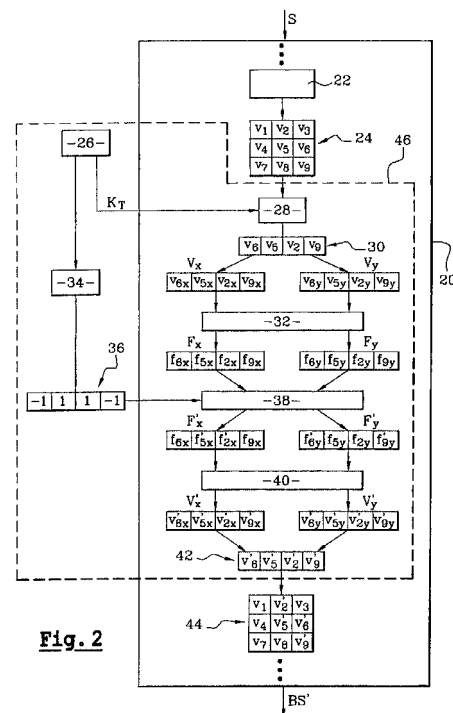 S
22
v1 v2 v3
v4 v5 v6
v7 v8 v9
24
-26-
46
KT
-28-
20
v6 v5 v2 v9
30
Vx Vy
v6x v5x v2x v9x v6y v5y v2y v9y
-34-
-32-
Fx Fy
36
f6x f5x f2x f9x f6y f5y f2y f9y
-1 1 1 -1
-38-
F'x F'y
f'6x f'5x f'2x f'9x f'6y f'5y f'2y f'9y
-40-
V'x V'y
v'6x v'5x v'2x v'9x v'6y v'5y v'2y v'9y
42
v'6 v'5 v'2 v'9
44
v1 v'2 v3
v4 v'5 v'6
v7 v8 v'9
Fig. 2
BS'